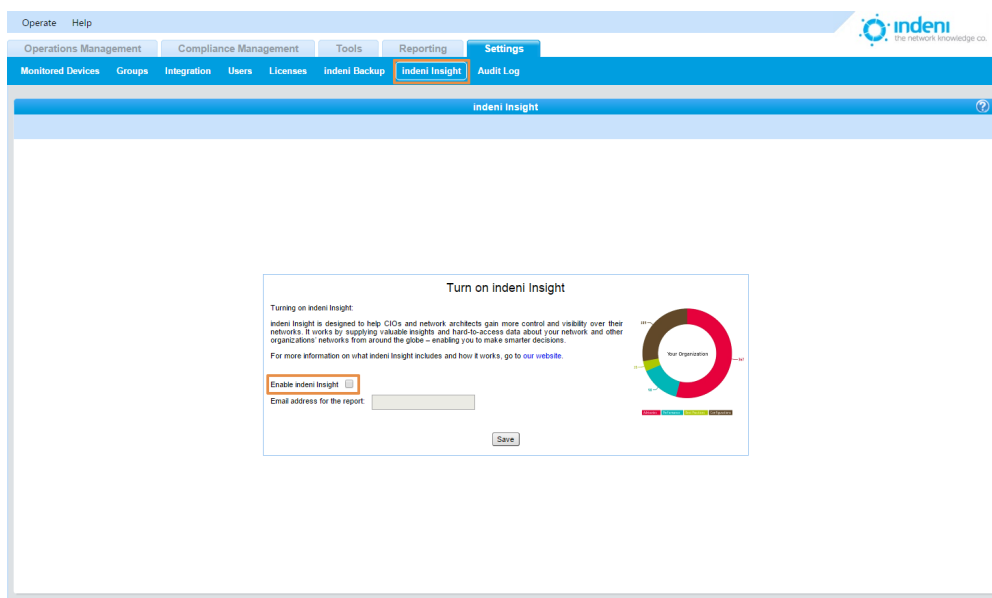 Operate Help
indeni
the network knowledge co.
Operations Management Compliance Management Tools Reporting Settings
Monitored Devices Groups Integration Users Licenses indeni Backup indeni Insight Audit Log
indeni Insight
?
Turn on indeni Insight
Turning on indeni Insight:
indeni Insight is designed to help CIOs and network architects gain more control and visibility over their
networks. It works by supplying valuable insights and hard-to-access data about your network and other
organizations' networks from around the globe – enabling you to make smarter decisions.
For more information on what indeni Insight includes and how it works, go to our website.
Your Organization
Enable indeni Insight
Email address for the report:
Save